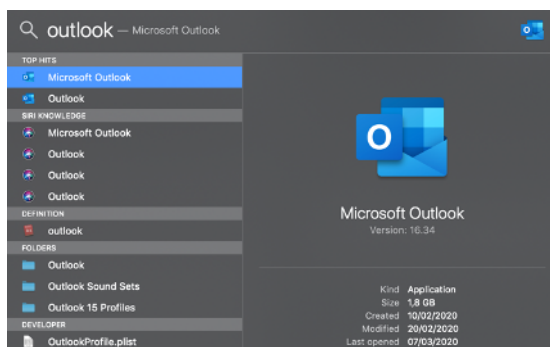 outlook — Microsoft Outlook
TOP HITS
Microsoft Outlook
Outlook
SIRI KNOWLEDGE
Microsoft Outlook
Outlook
Outlook
Outlook
DEFINITION
outlook
FOLDERS
Outlook
Outlook Sound Sets
Outlook 15 Profiles
DEVELOPER
OutlookProfile.plist
O
Microsoft Outlook
Version: 16.34
Kind Application
Size 1,8 GB
Created 10/02/2020
Modified 20/02/2020
Last opened 07/03/2020